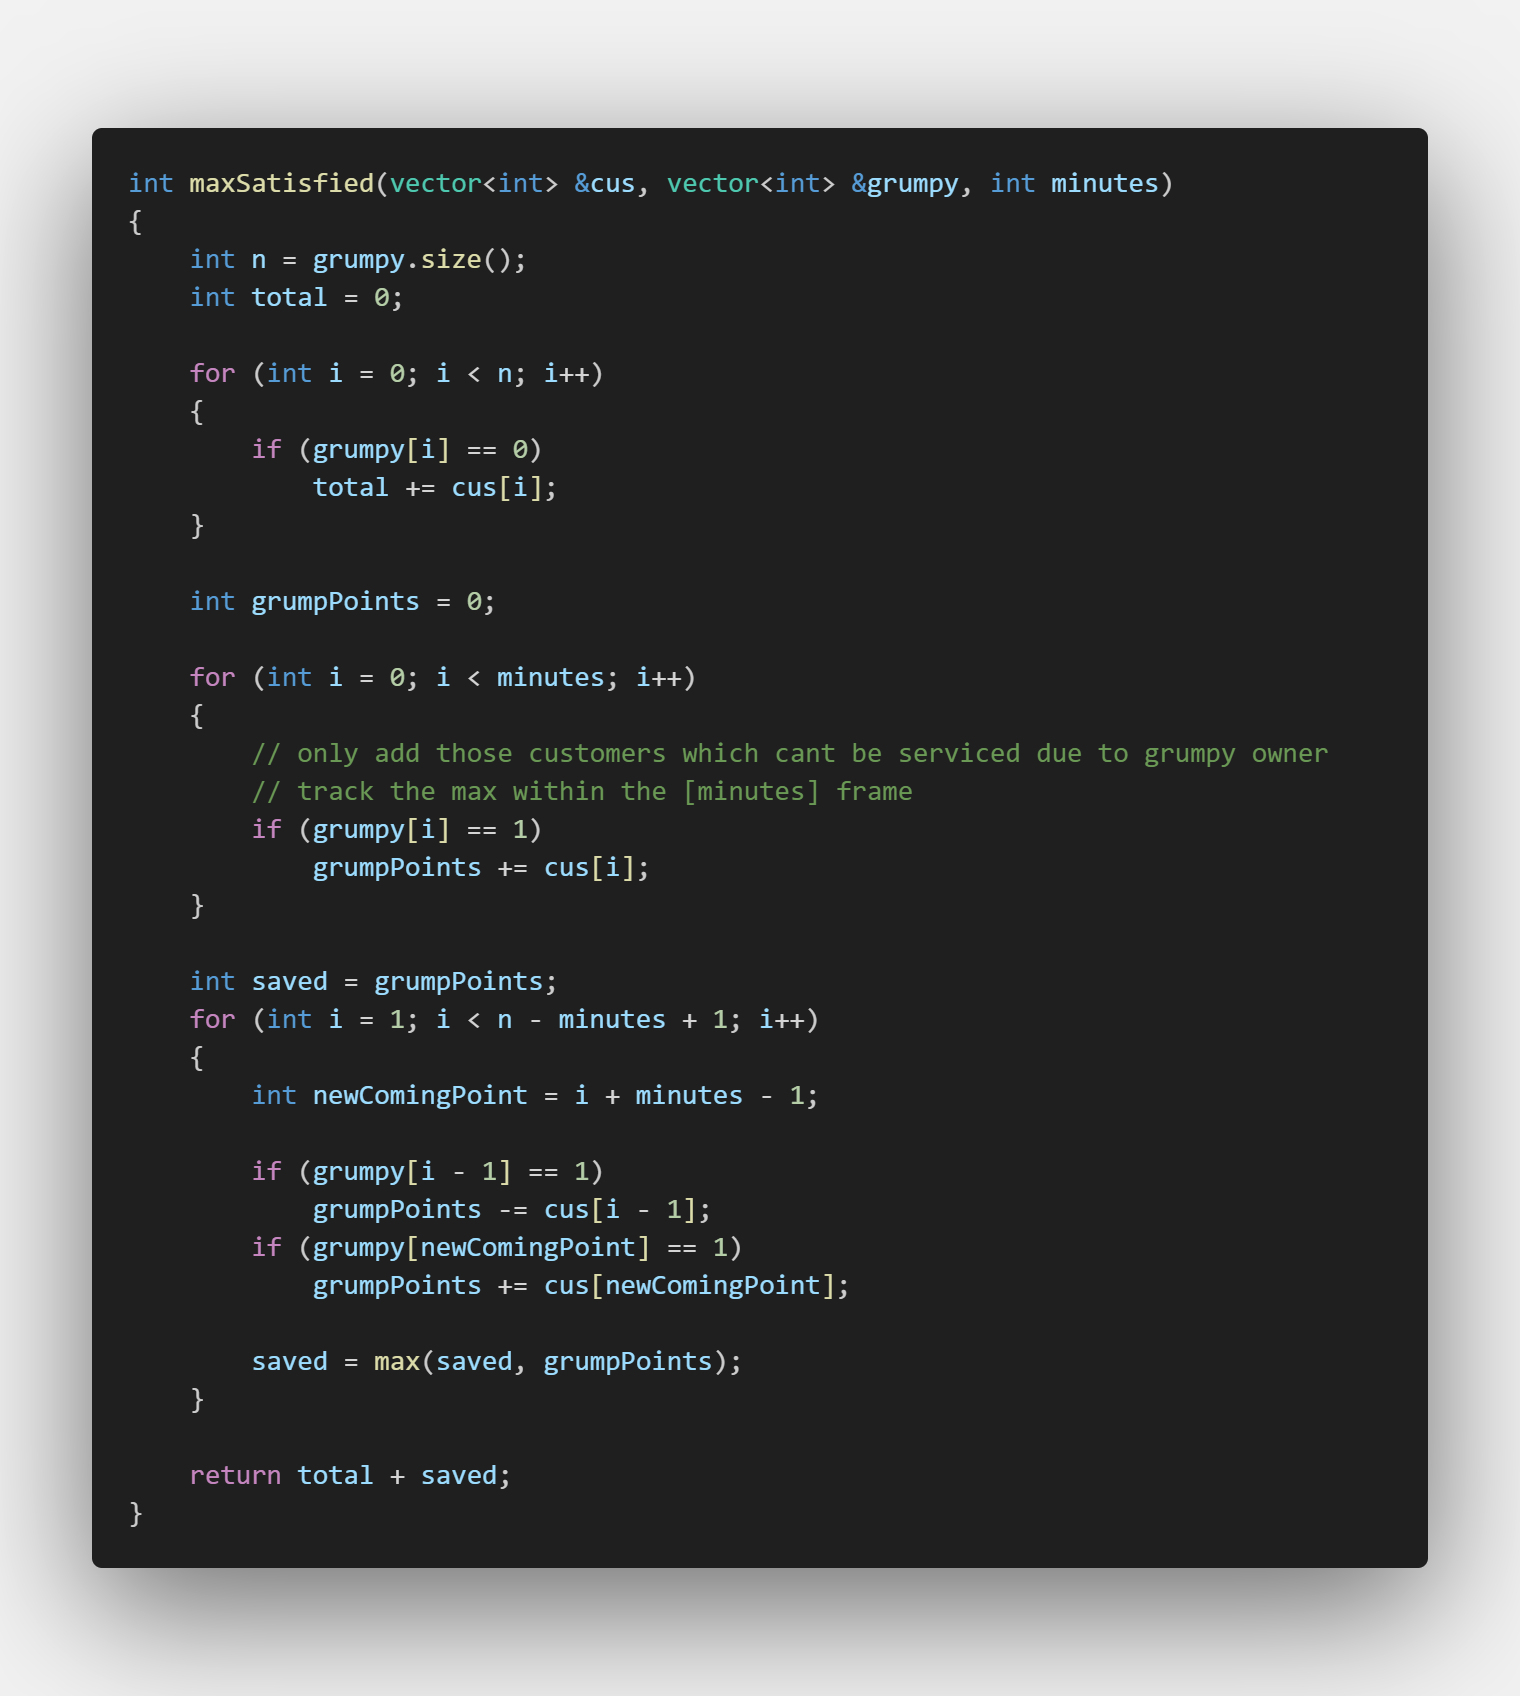 int maxSatisfied(vector<int> &cus, vector<int> &grumpy, int minutes)
{
    int n = grumpy.size();
    int total = 0;

    for (int i = 0; i < n; i++)
    {
        if (grumpy[i] == 0)
            total += cus[i];
    }

    int grumpPoints = 0;

    for (int i = 0; i < minutes; i++)
    {
        // only add those customers which cant be serviced due to grumpy owner
        // track the max within the [minutes] frame
        if (grumpy[i] == 1)
            grumpPoints += cus[i];
    }

    int saved = grumpPoints;
    for (int i = 1; i < n - minutes + 1; i++)
    {
        int newComingPoint = i + minutes - 1;

        if (grumpy[i - 1] == 1)
            grumpPoints -= cus[i - 1];
        if (grumpy[newComingPoint] == 1)
            grumpPoints += cus[newComingPoint];

        saved = max(saved, grumpPoints);
    }

    return total + saved;
}